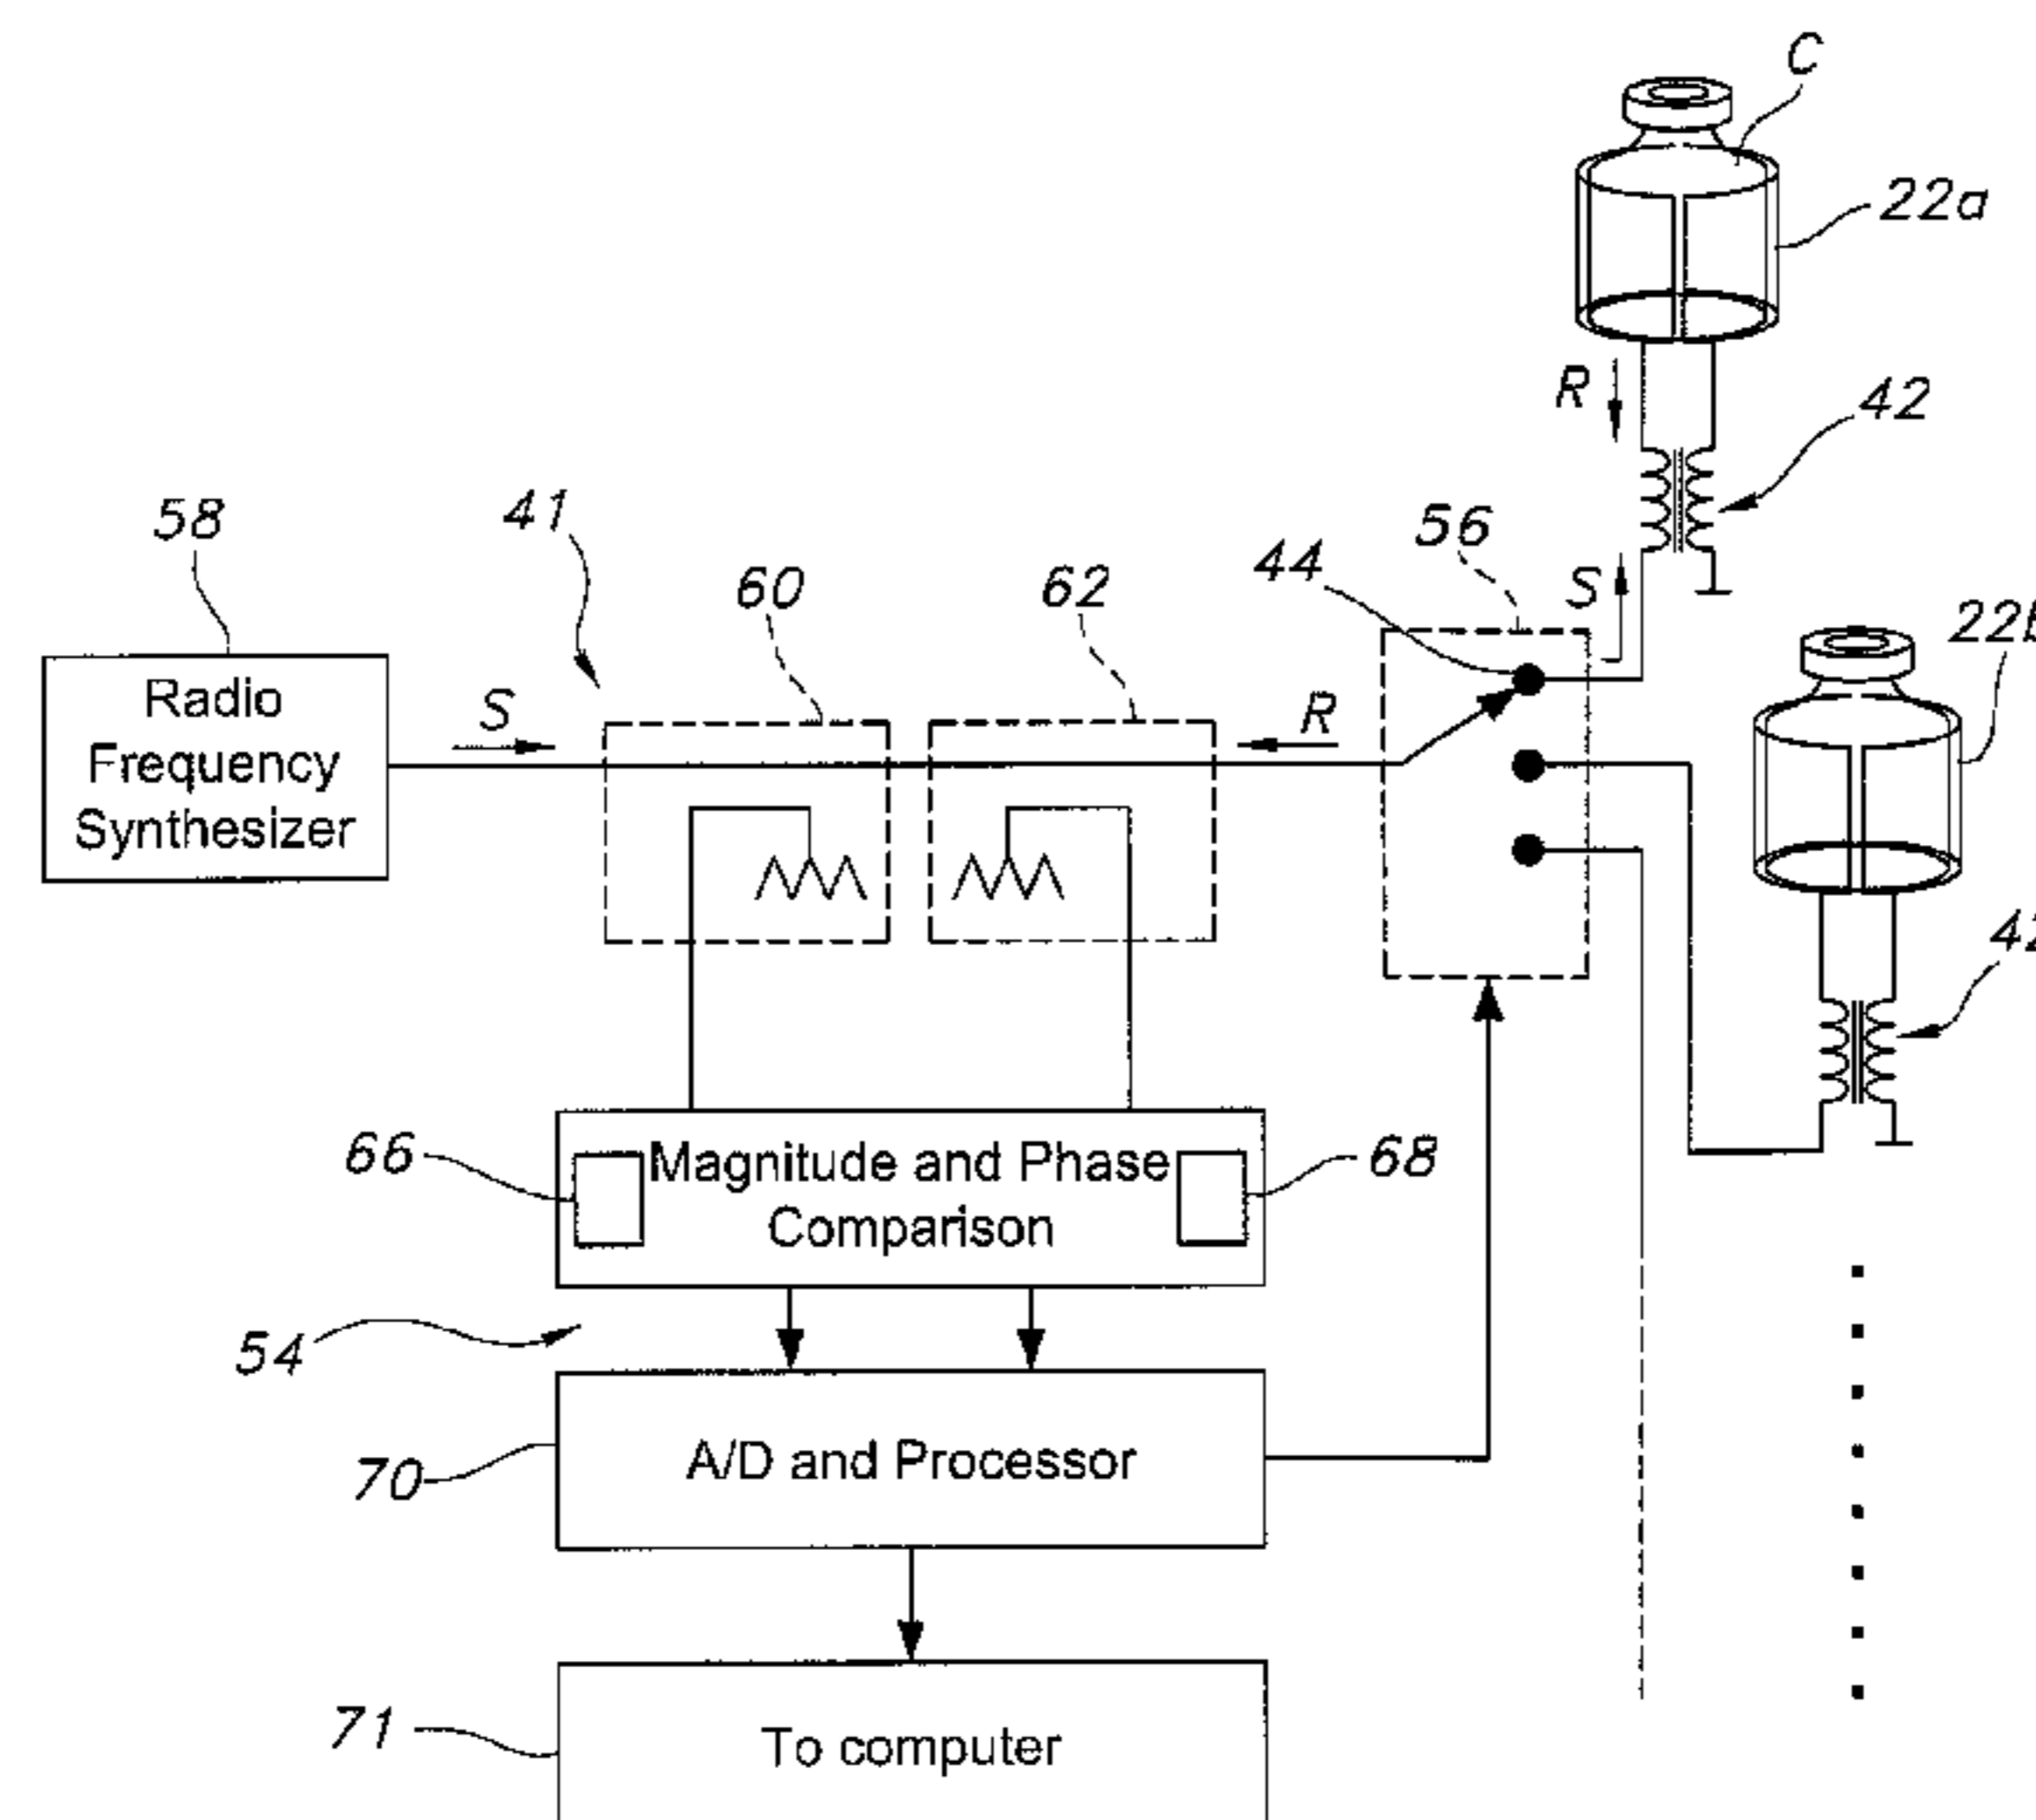 C
22a
R
42
58
41
60
62
44
56
S
22b
Radio
Frequency
Synthesizer
S
R
42
66
Magnitude and Phase
Comparison
68
54
70
A/D and Processor
71
To computer